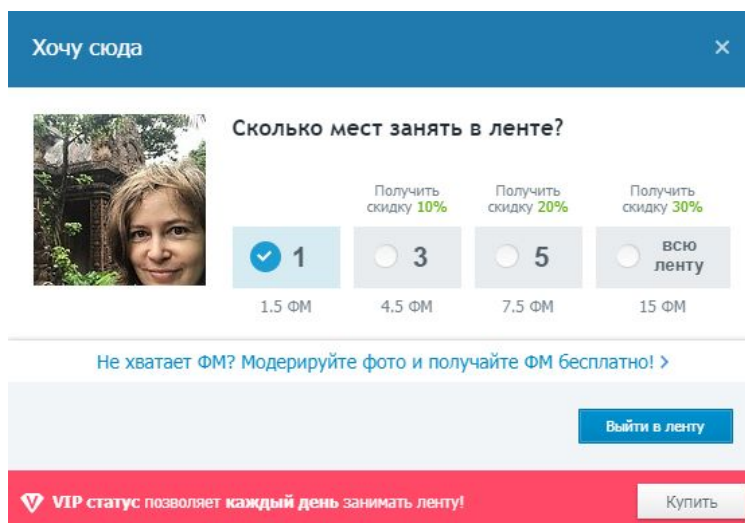 Хочу сюда
Сколько мест занять в ленте?
Получить
скидку 10%
Получить
скидку 20%
Получить
скидку 30%
1
3
5
всю
ленту
1.5 ФМ
4.5 ФМ
7.5 ФМ
15 ФМ
Не хватает ФМ? Модерируйте фото и получайте ФМ бесплатно! >
Выйти в ленту
VIP статус позволяет каждый день занимать ленту!
Купить